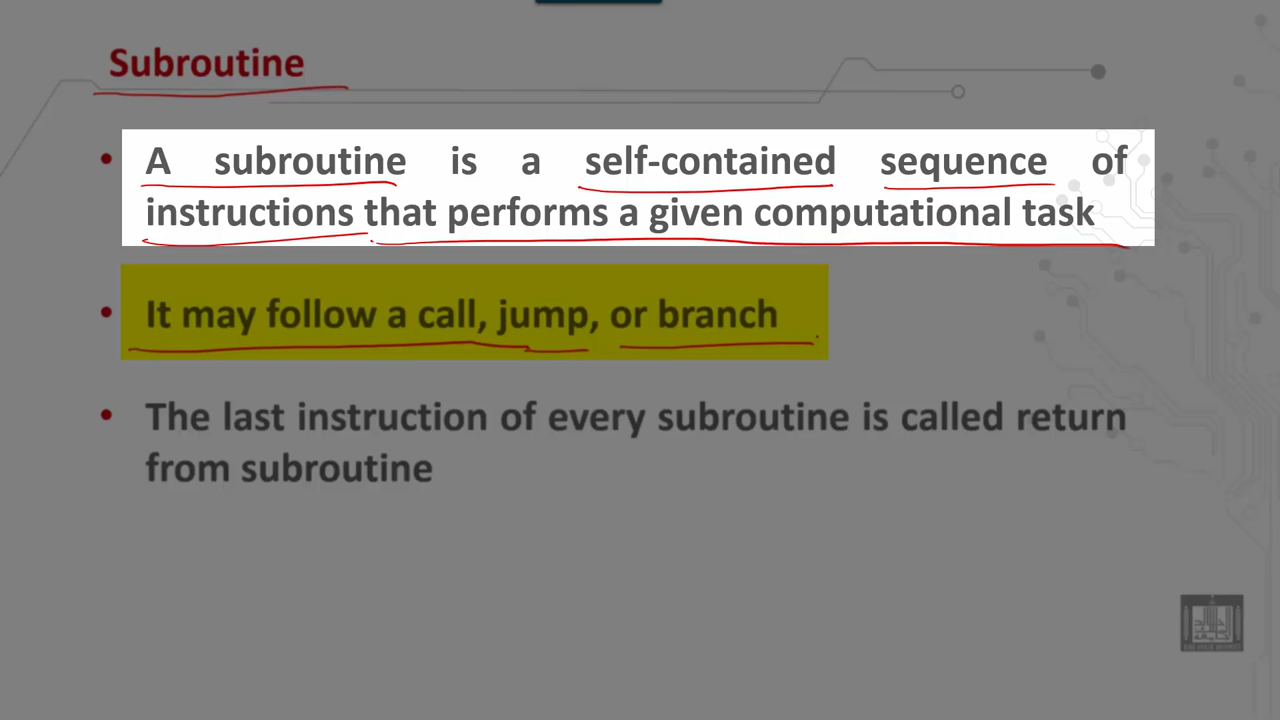 Subroutine
• A subroutine is a self-contained sequence of
instructions that performs a given computational task
• It may follow a call, jump, or branch
• The last instruction of every subroutine is called return
from subroutine